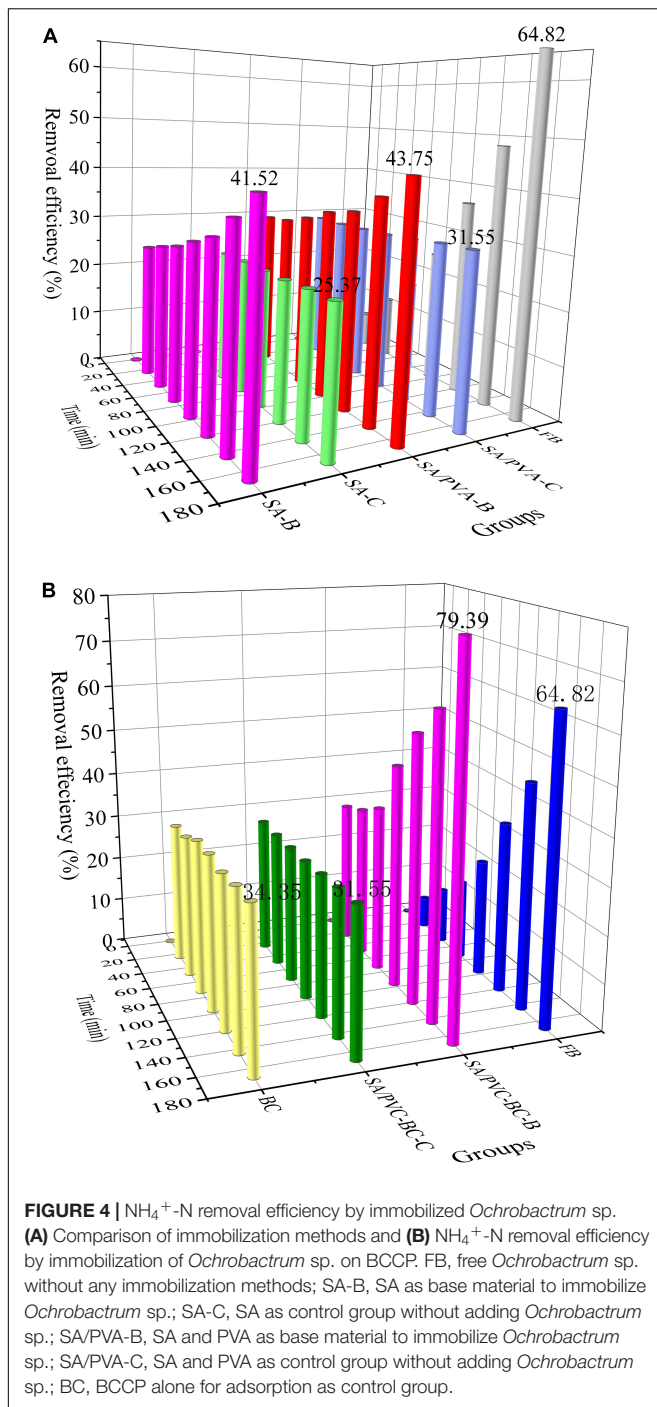 A
64.82
60
50
40
30
20
10
0
Remvoal efficiency (%)
41.52
25.37
43.75
31.55
0
20
40
60
80
100
120
140
160
180
Time (min)
SA-B
SA-C
SA/PVA-B
SA/PVA-C
FB
Groups
B
80
70
60
50
40
30
20
10
0
Removal effeciency (%)
79.39
64. 82
34. 35
31. 55
0
20
40
60
80
100
120
140
160
180
Time (min)
BC
SA/PVC-BC-C
SA/PVC-BC-B
FB
Groups
FIGURE 4 | NH₄⁺-N removal efficiency by immobilized Ochrobactrum sp.
(A) Comparison of immobilization methods and (B) NH₄⁺-N removal efficiency
by immobilization of Ochrobactrum sp. on BCCP. FB, free Ochrobactrum sp.
without any immobilization methods; SA-B, SA as base material to immobilize
Ochrobactrum sp.; SA-C, SA as control group without adding Ochrobactrum
sp.; SA/PVA-B, SA and PVA as base material to immobilize Ochrobactrum
sp.; SA/PVA-C, SA and PVA as control group without adding Ochrobactrum
sp.; BC, BCCP alone for adsorption as control group.